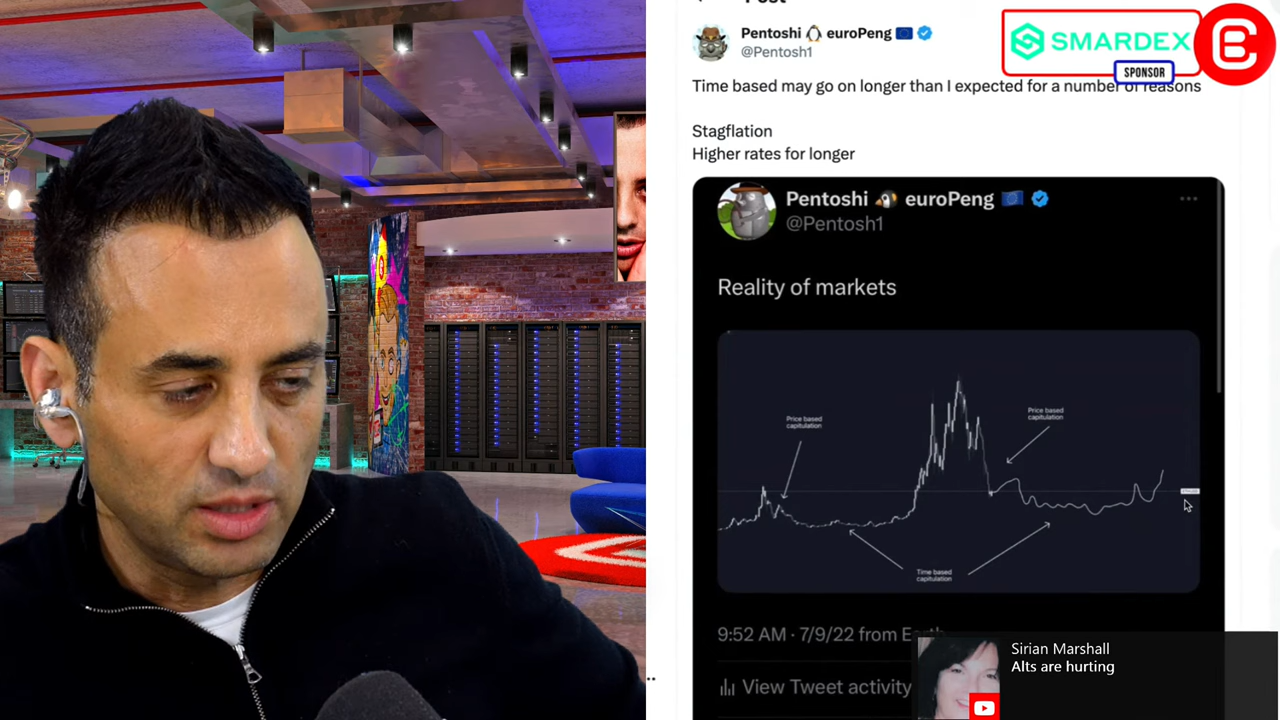 Pentoshi euroPeng
@Pentosh1
SMARDEX
SPONSOR
Time based may go on longer than I expected for a number of reasons
Stagflation
Higher rates for longer
Pentoshi euroPeng
@Pentosh1
Reality of markets
Price based
capitulation
Price based
capitulation
Time based
capitulation
9:52 AM · 7/9/22 from Earth
View Tweet activity
Sirian Marshall
Alts are hurting